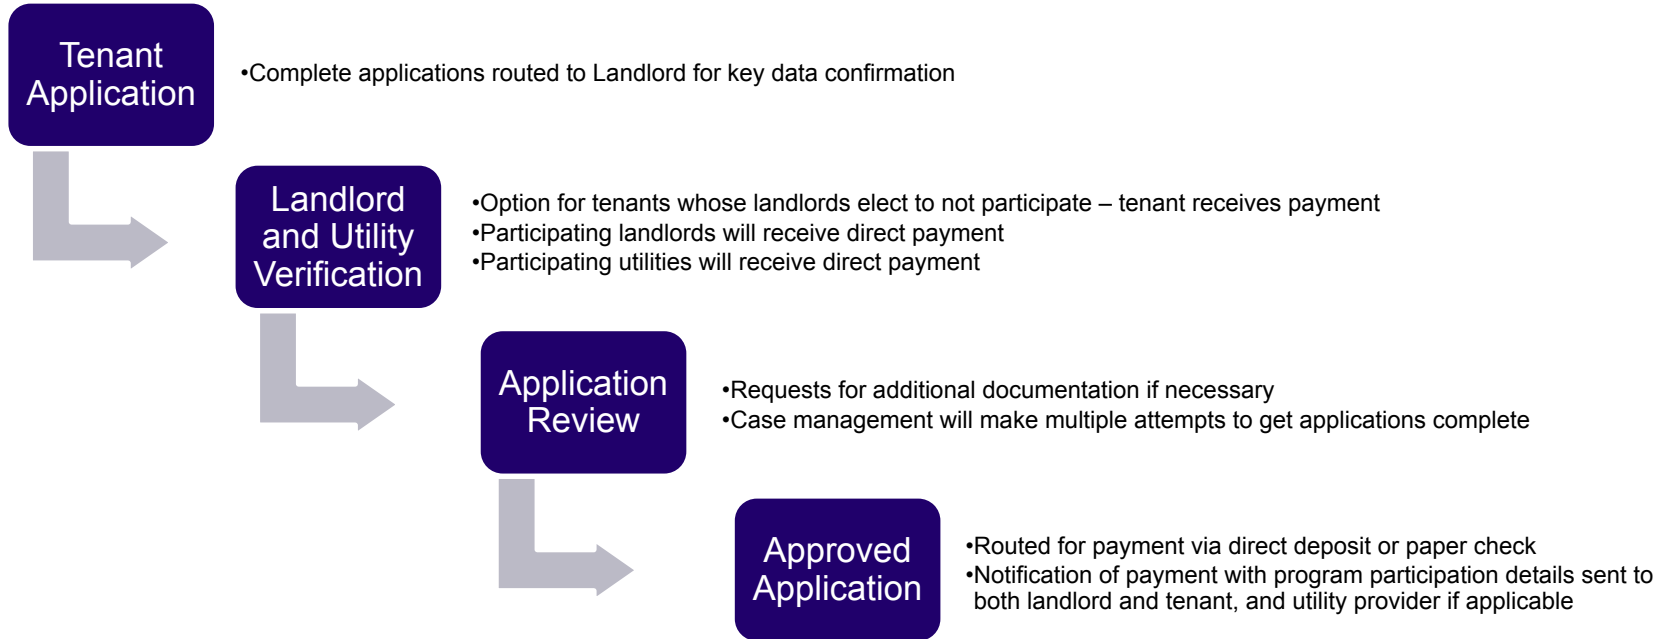 Tenant
Application
•Complete applications routed to Landlord for key data confirmation
Landlord
and Utility
Verification
•Option for tenants whose landlords elect to not participate – tenant receives payment
•Participating landlords will receive direct payment
•Participating utilities will receive direct payment
Application
Review
•Requests for additional documentation if necessary
•Case management will make multiple attempts to get applications complete
Approved
Application
•Routed for payment via direct deposit or paper check
•Notification of payment with program participation details sent to
both landlord and tenant, and utility provider if applicable